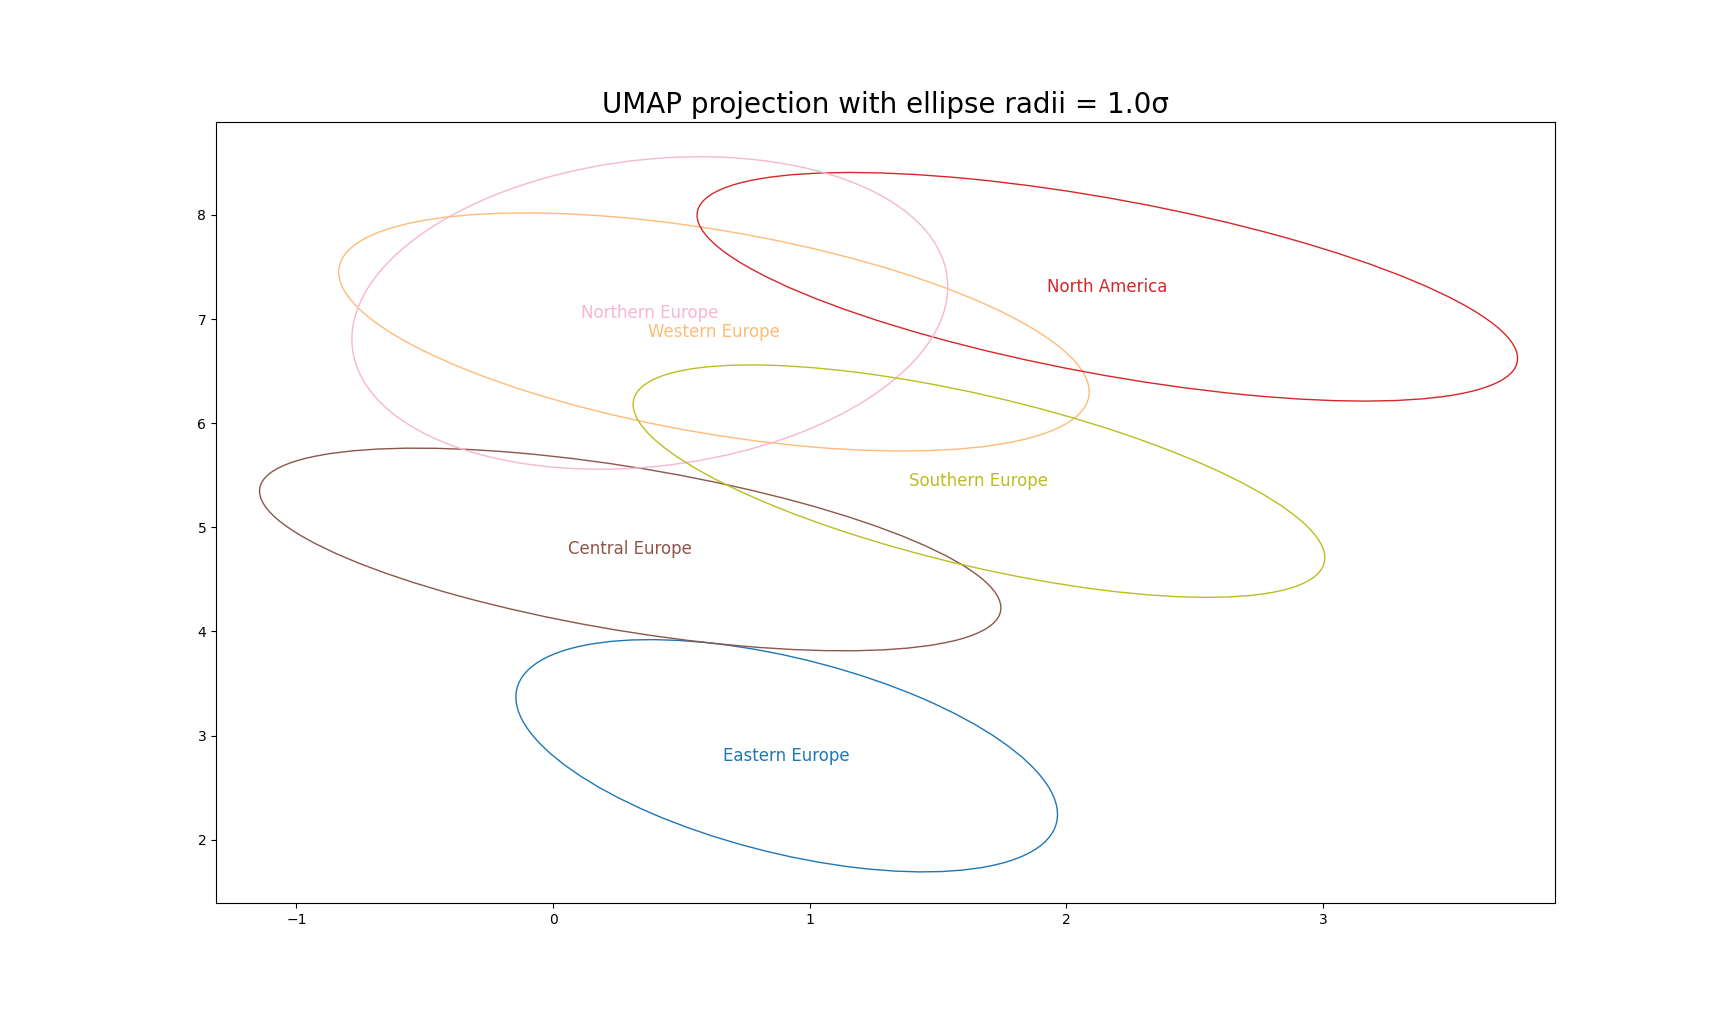 UMAP projection with ellipse radii = 1.0σ
8
North America
7
Northern Europe
Western Europe
6
Southern Europe
5
Central Europe
4
3
Eastern Europe
2
−1 0 1 2 3